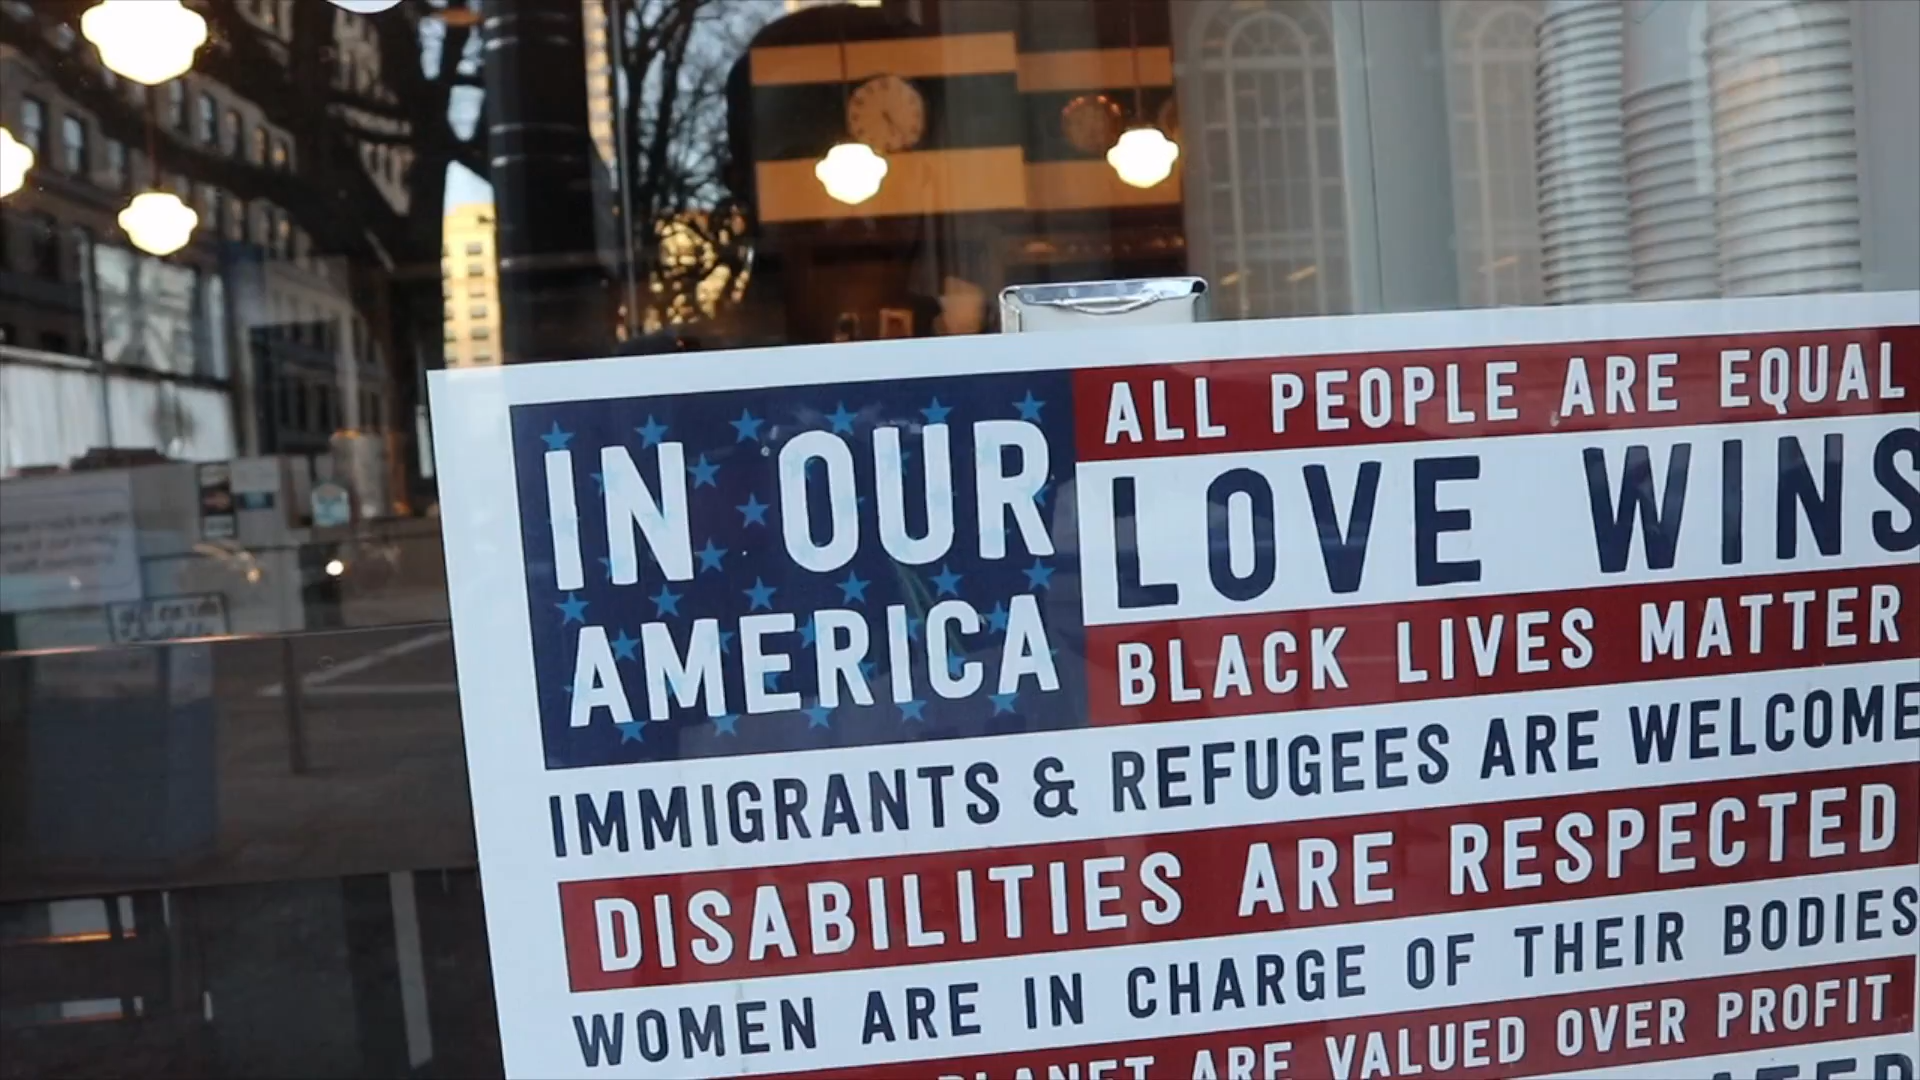 IN OUR
AMERICA
ALL PEOPLE ARE EQUAL
LOVE WINS
BLACK LIVES MATTER
IMMIGRANTS & REFUGEES ARE WELCOME
DISABILITIES ARE RESPECTED
WOMEN ARE IN CHARGE OF THEIR BODIES
PLANET ARE VALUED OVER PROFIT